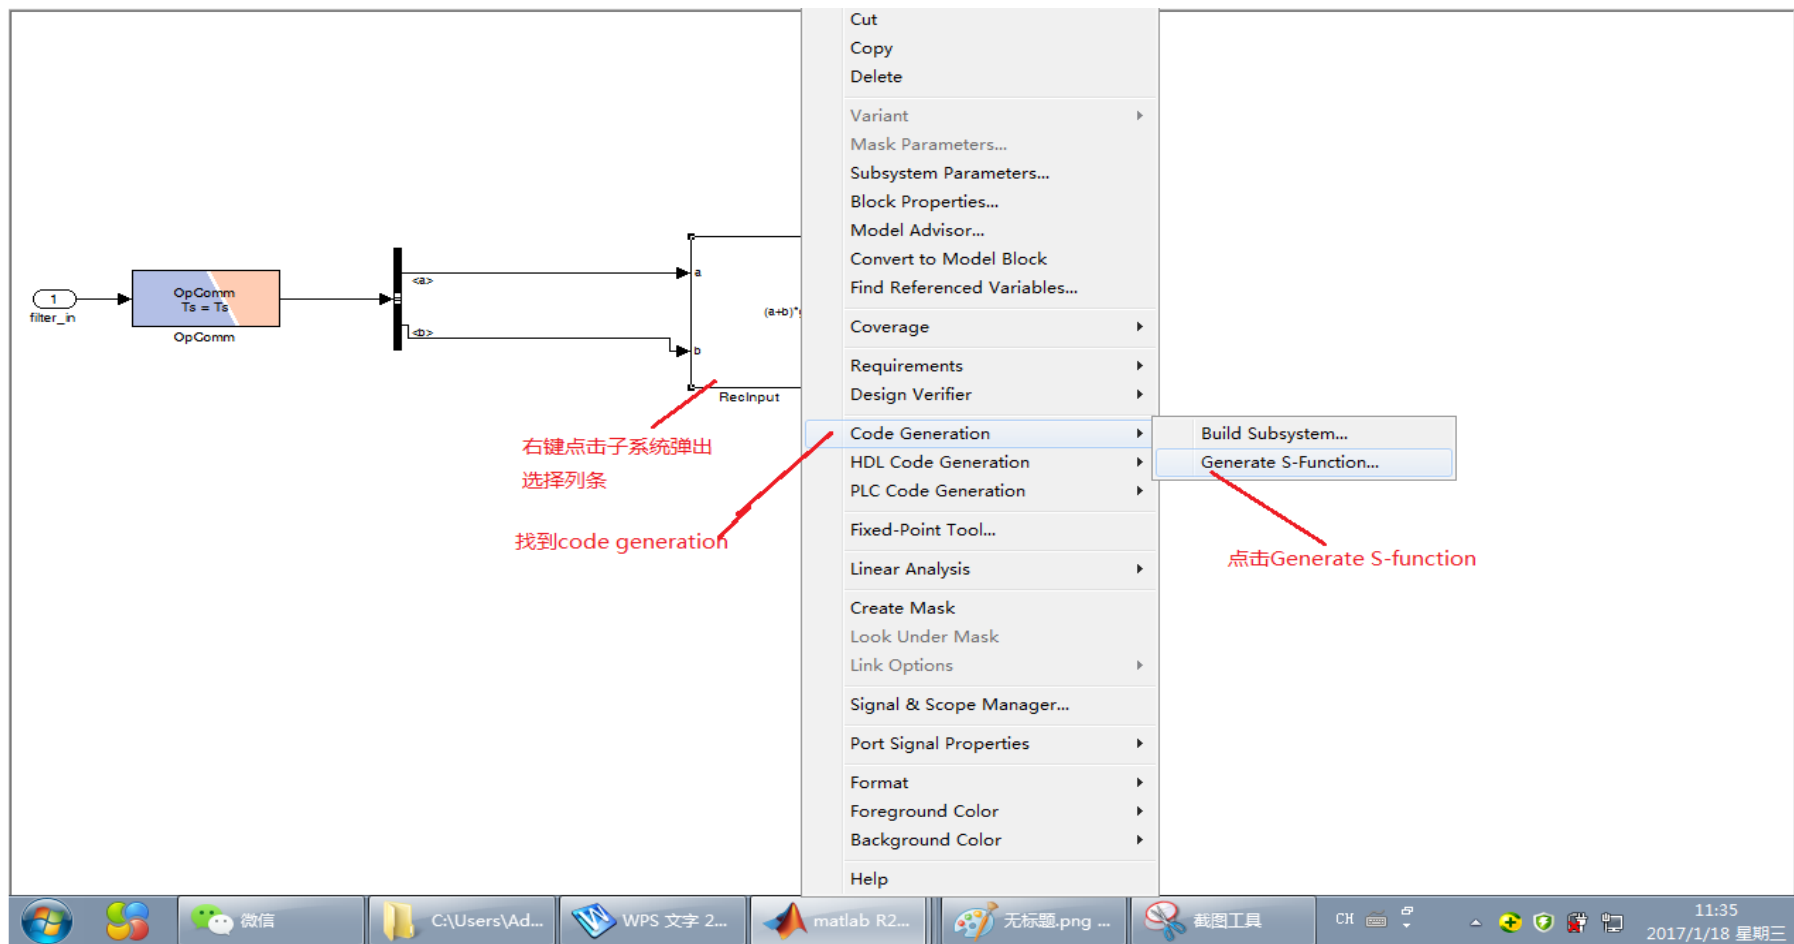 Cut
Copy
Delete
Variant
Mask Parameters...
Subsystem Parameters...
Block Properties...
Model Advisor...
Convert to Model Block
Find Referenced Variables...
Coverage
Requirements
Design Verifier
Code Generation
HDL Code Generation
PLC Code Generation
Fixed-Point Tool...
Linear Analysis
Create Mask
Look Under Mask
Link Options
Signal & Scope Manager...
Port Signal Properties
Format
Foreground Color
Background Color
Help
Build Subsystem...
Generate S-Function...
1
filter_in
OpComm
Ts = Ts
OpComm
<a>
<b>
a
(a+b)*
b
RecInput
右键点击子系统弹出
选择列条
找到code generation
点击Generate S-function
微信
C:\Users\Ad...
WPS 文字 2...
matlab R2...
无标题.png ...
截图工具
CH
11:35
2017/1/18 星期三